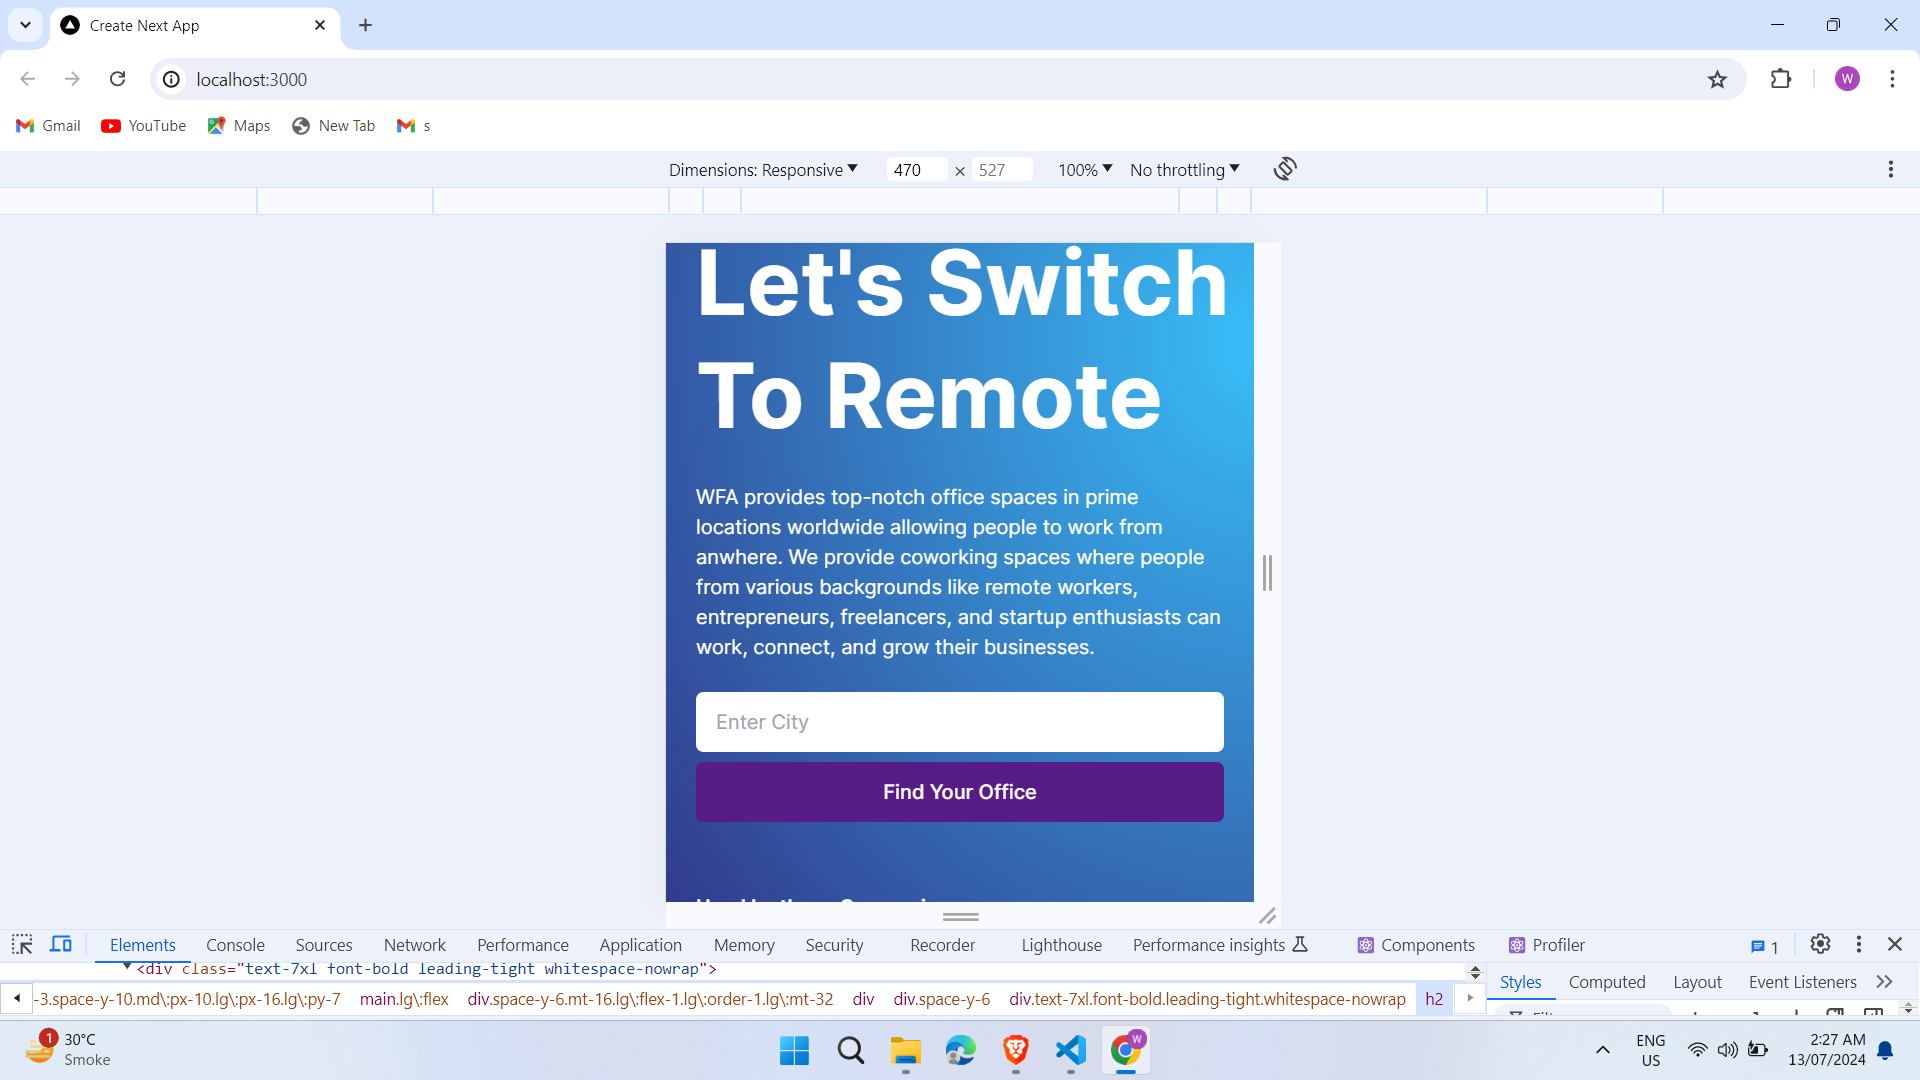 Create Next App
localhost:3000
W
Gmail YouTube Maps New Tab s
Dimensions: Responsive 470 × 527 100% No throttling
Let's Switch
To Remote
WFA provides top-notch office spaces in prime
locations worldwide allowing people to work from
anwhere. We provide coworking spaces where people
from various backgrounds like remote workers,
entrepreneurs, freelancers, and startup enthusiasts can
work, connect, and grow their businesses.
Enter City
Find Your Office
Elements Console Sources Network Performance Application Memory Security Recorder Lighthouse Performance insights Components Profiler 1
<div class="text-7xl font-bold leading-tight whitespace-nowrap">
Styles Computed Layout Event Listeners
-3.space-y-10.md\:px-10.lg\:px-16.lg\:py-7 main.lg\:flex div.space-y-6.mt-16.lg\:flex-1.lg\:order-1.lg\:mt-32 div div.space-y-6 div.text-7xl.font-bold.leading-tight.whitespace-nowrap h2
1
30°C
Smoke
W
ENG
US
2:27 AM
13/07/2024